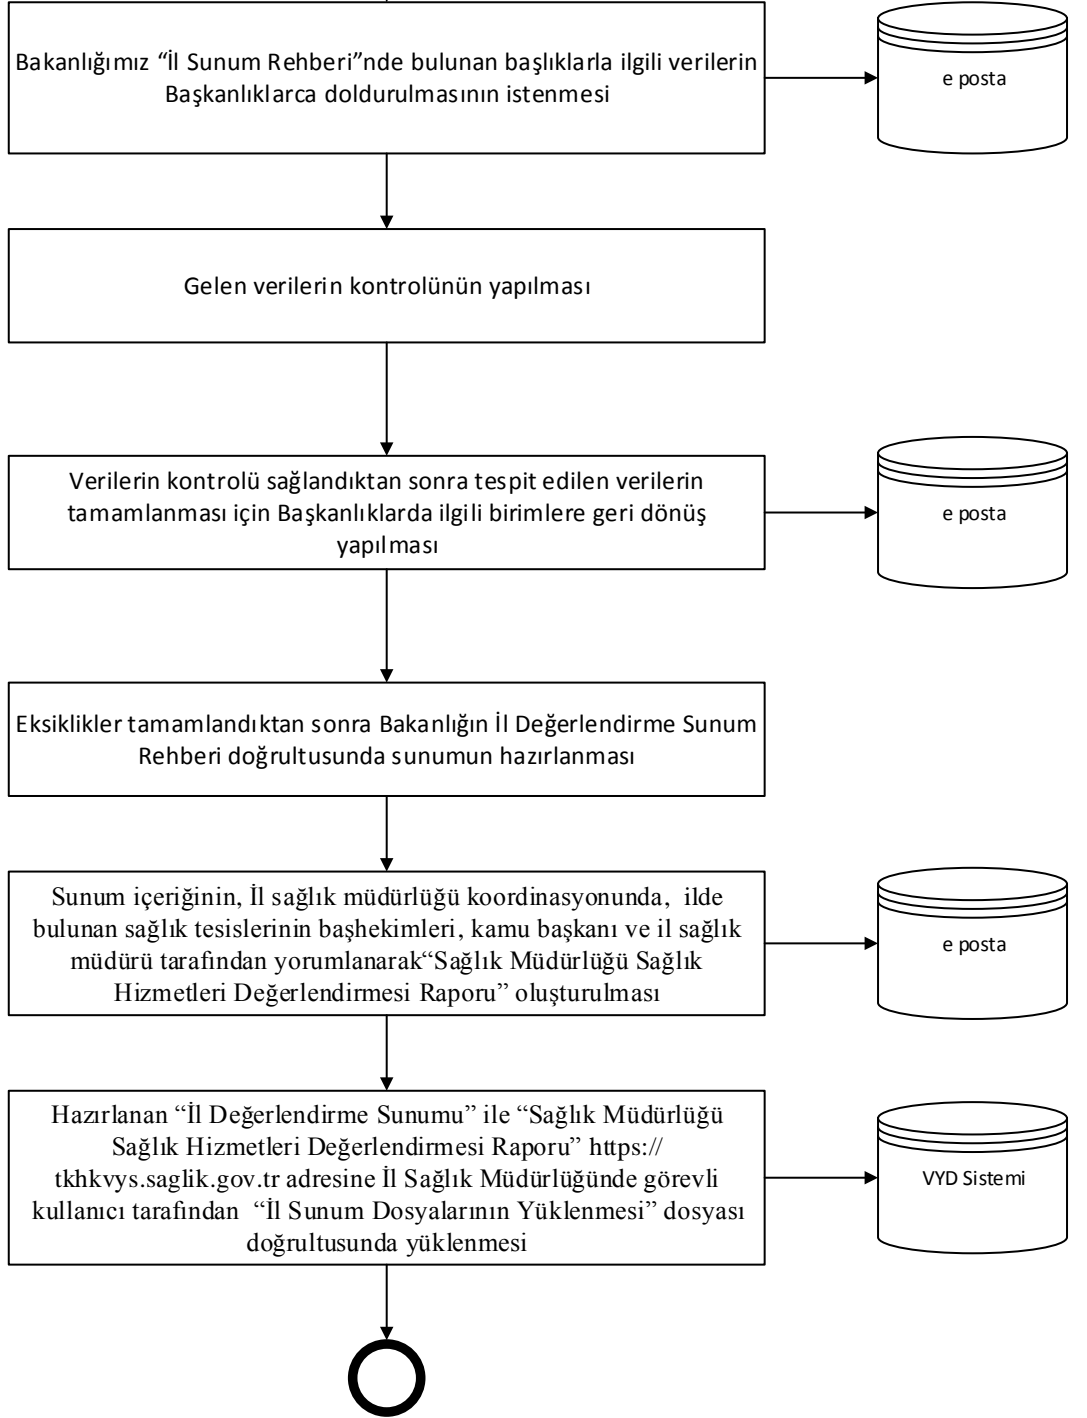 Bakanlığımız “İl Sunum Rehberi”nde bulunan başlıklarla ilgili verilerin
Başkanlıklarca doldurulmasının istenmesi
e posta
Gelen verilerin kontrolünün yapılması
Verilerin kontrolü sağlandıktan sonra tespit edilen verilerin
tamamlanması için Başkanlıklarda ilgili birimlere geri dönüş
yapılması
e posta
Eksiklikler tamamlandıktan sonra Bakanlığın İl Değerlendirme Sunum
Rehberi doğrultusunda sunumun hazırlanması
Sunum içeriğinin, İl sağlık müdürlüğü koordinasyonunda, ilde
bulunan sağlık tesislerinin başhekimleri, kamu başkanı ve il sağlık
müdürü tarafından yorumlanarak“Sağlık Müdürlüğü Sağlık
Hizmetleri Değerlendirmesi Raporu” oluşturulması
e posta
Hazırlanan “İl Değerlendirme Sunumu” ile “Sağlık Müdürlüğü
Sağlık Hizmetleri Değerlendirmesi Raporu” https://
tkhkvys.saglik.gov.tr adresine İl Sağlık Müdürlüğünde görevli
kullanıcı tarafından “İl Sunum Dosyalarının Yüklenmesi” dosyası
doğrultusunda yüklenmesi
VYD Sistemi